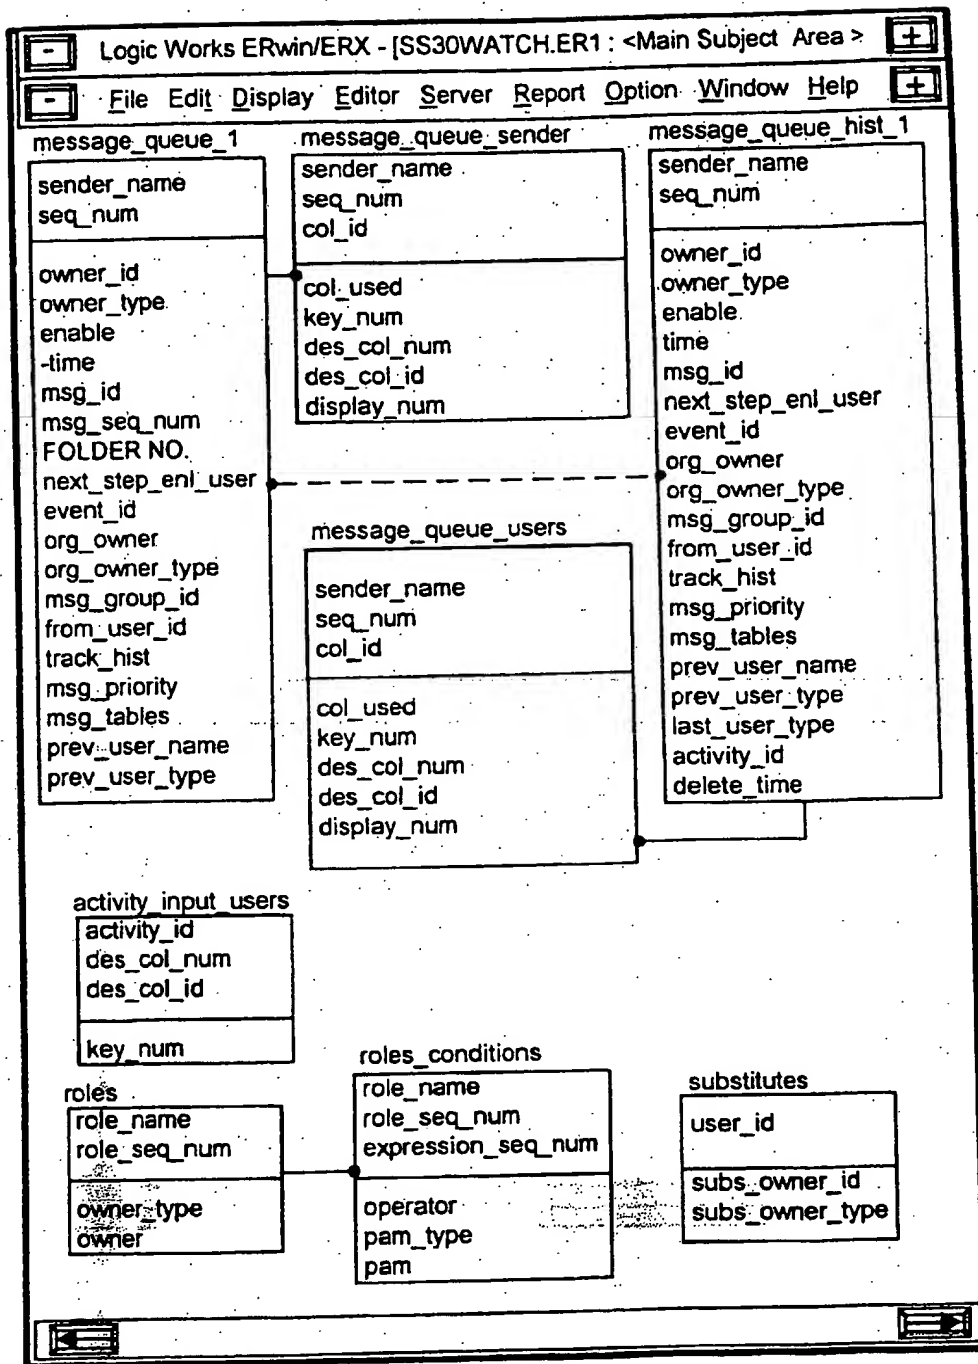 Logic Works ERwin/ERX - [SS30WATCH.ER1 : <Main Subject Area >
File Edit Display Editor Server Report Option Window Help
message_queue_1
sender_name
seq_num
owner_id
owner_type
enable
-time
msg_id
msg_seq_num
FOLDER NO.
next_step_enl_user
event_id
org_owner
org_owner_type
msg_group_id
from_user_id
track_hist
msg_priority
msg_tables
prev_user_name
prev_user_type
message_queue_sender
sender_name
seq_num
col_id
col_used
key_num
des_col_num
des_col_id
display_num
message_queue_hist_1
sender_name
seq_num
owner_id
owner_type
enable
time
msg_id
next_step_enl_user
event_id
org_owner
org_owner_type
msg_group_id
from_user_id
track_hist
msg_priority
msg_tables
prev_user_name
prev_user_type
last_user_type
activity_id
delete_time
message_queue_users
sender_name
seq_num
col_id
col_used
key_num
des_col_num
des_col_id
display_num
activity_input_users
activity_id
des_col_num
des_col_id
key_num
roles
role_name
role_seq_num
owner_type
owner
roles_conditions
role_name
role_seq_num
expression_seq_num
operator
pam_type
pam
substitutes
user_id
subs_owner_id
subs_owner_type